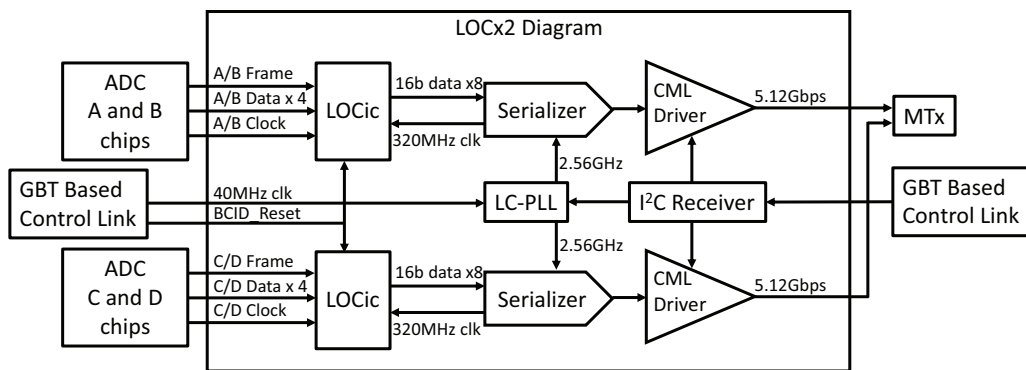 LOCx2 Diagram
ADC
A and B
chips
A/B Frame
A/B Data x 4
A/B Clock
LOCic
16b data x8
320MHz clk
Serializer
CML
Driver
5.12Gbps
MTx
2.56GHz
GBT Based
Control Link
40MHz clk
BCID_Reset
LC-PLL
I²C Receiver
GBT Based
Control Link
2.56GHz
ADC
C and D
chips
C/D Frame
C/D Data x 4
C/D Clock
LOCic
16b data x8
320MHz clk
Serializer
CML
Driver
5.12Gbps